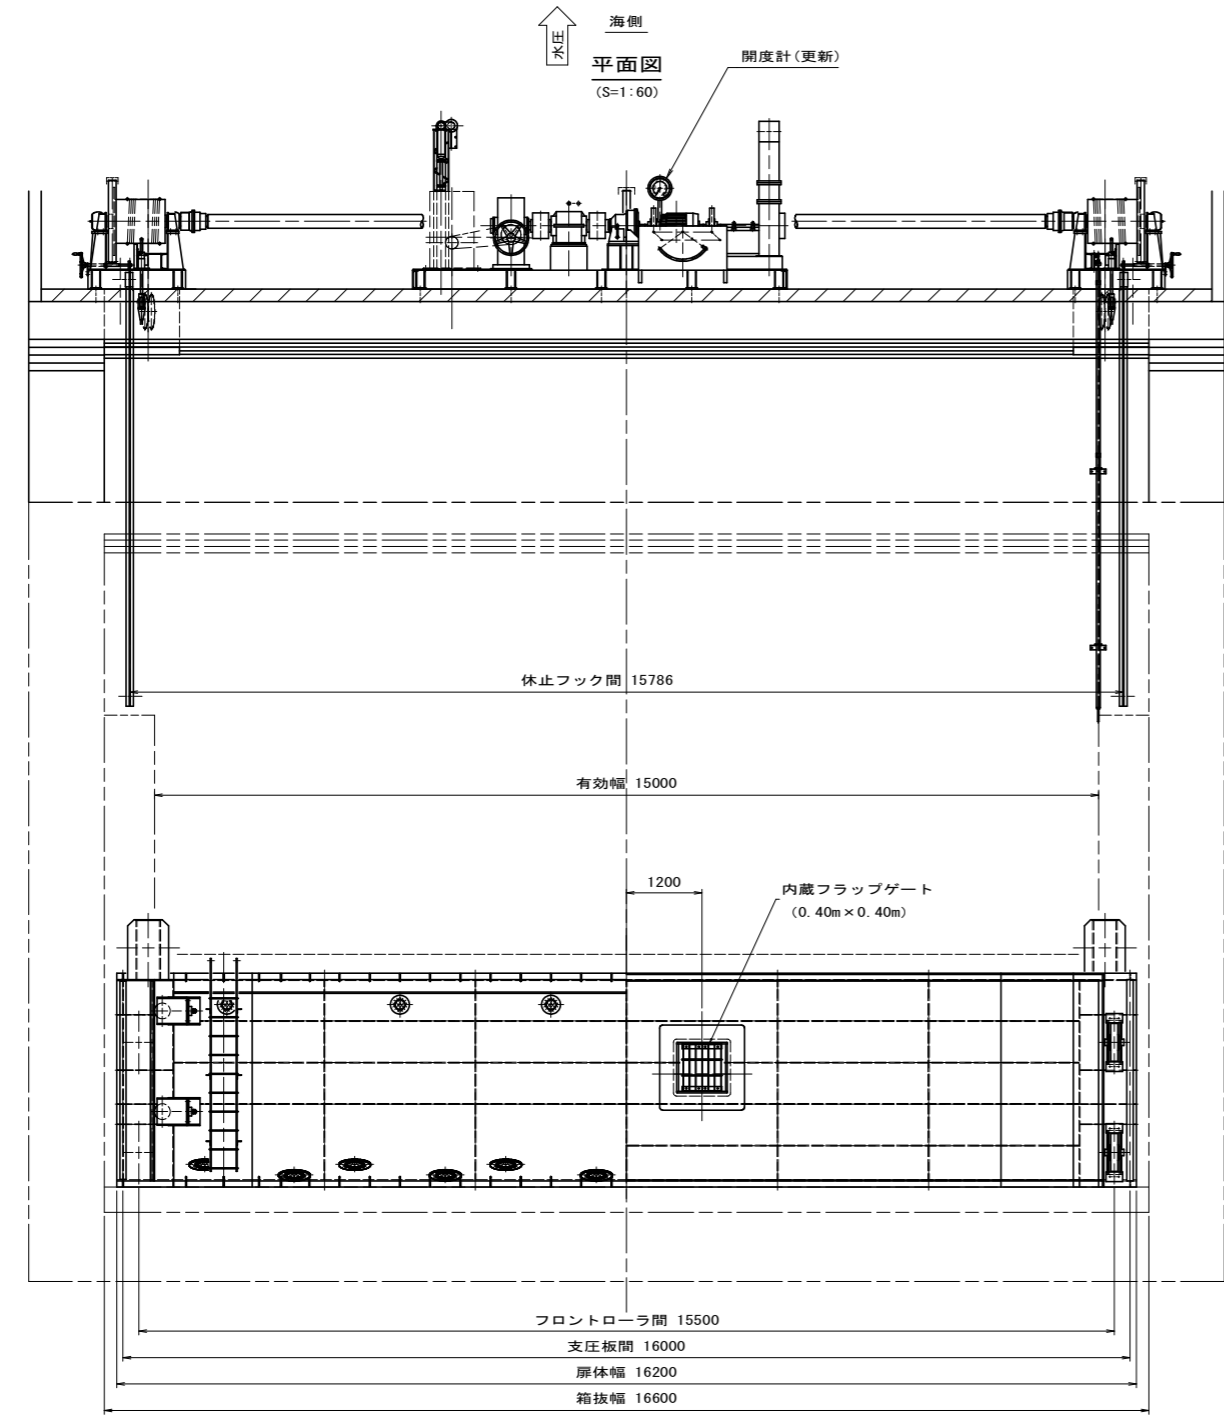 海側
水圧
平面図
(S=1:60)
開度計(更新)
休止フック間 15786
有効幅 15000
1200
内蔵フラップゲート
(0.40m×0.40m)
フロントローラ間 15500
支圧板間 16000
扉体幅 16200
箱抜幅 16600